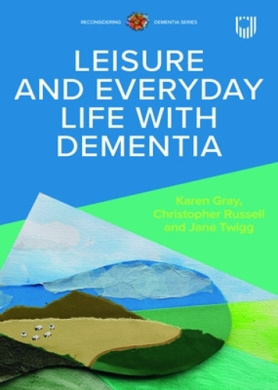 RECONSIDERING DEMENTIA SERIES
LEISURE
AND EVERYDAY
LIFE WITH
DEMENTIA
Karen Gray,
Christopher Russell
and Jane Twigg